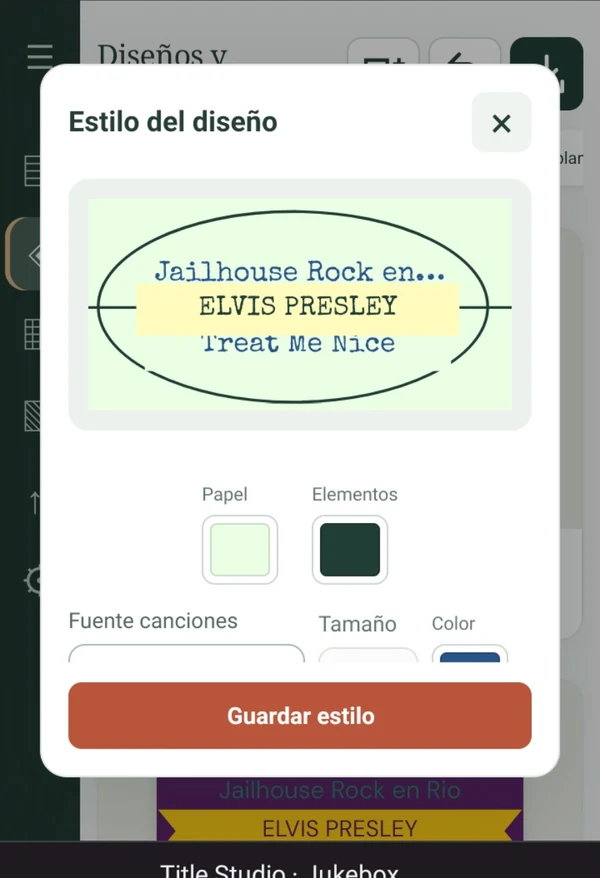 Diseños y
Estilo del diseño
Jailhouse Rock en...
ELVIS PRESLEY
Treat Me Nice
Papel
Elementos
Fuente canciones
Tamaño
Color
Guardar estilo
Jailhouse Rock en Rio
ELVIS PRESLEY
Title Studio · Jukebox